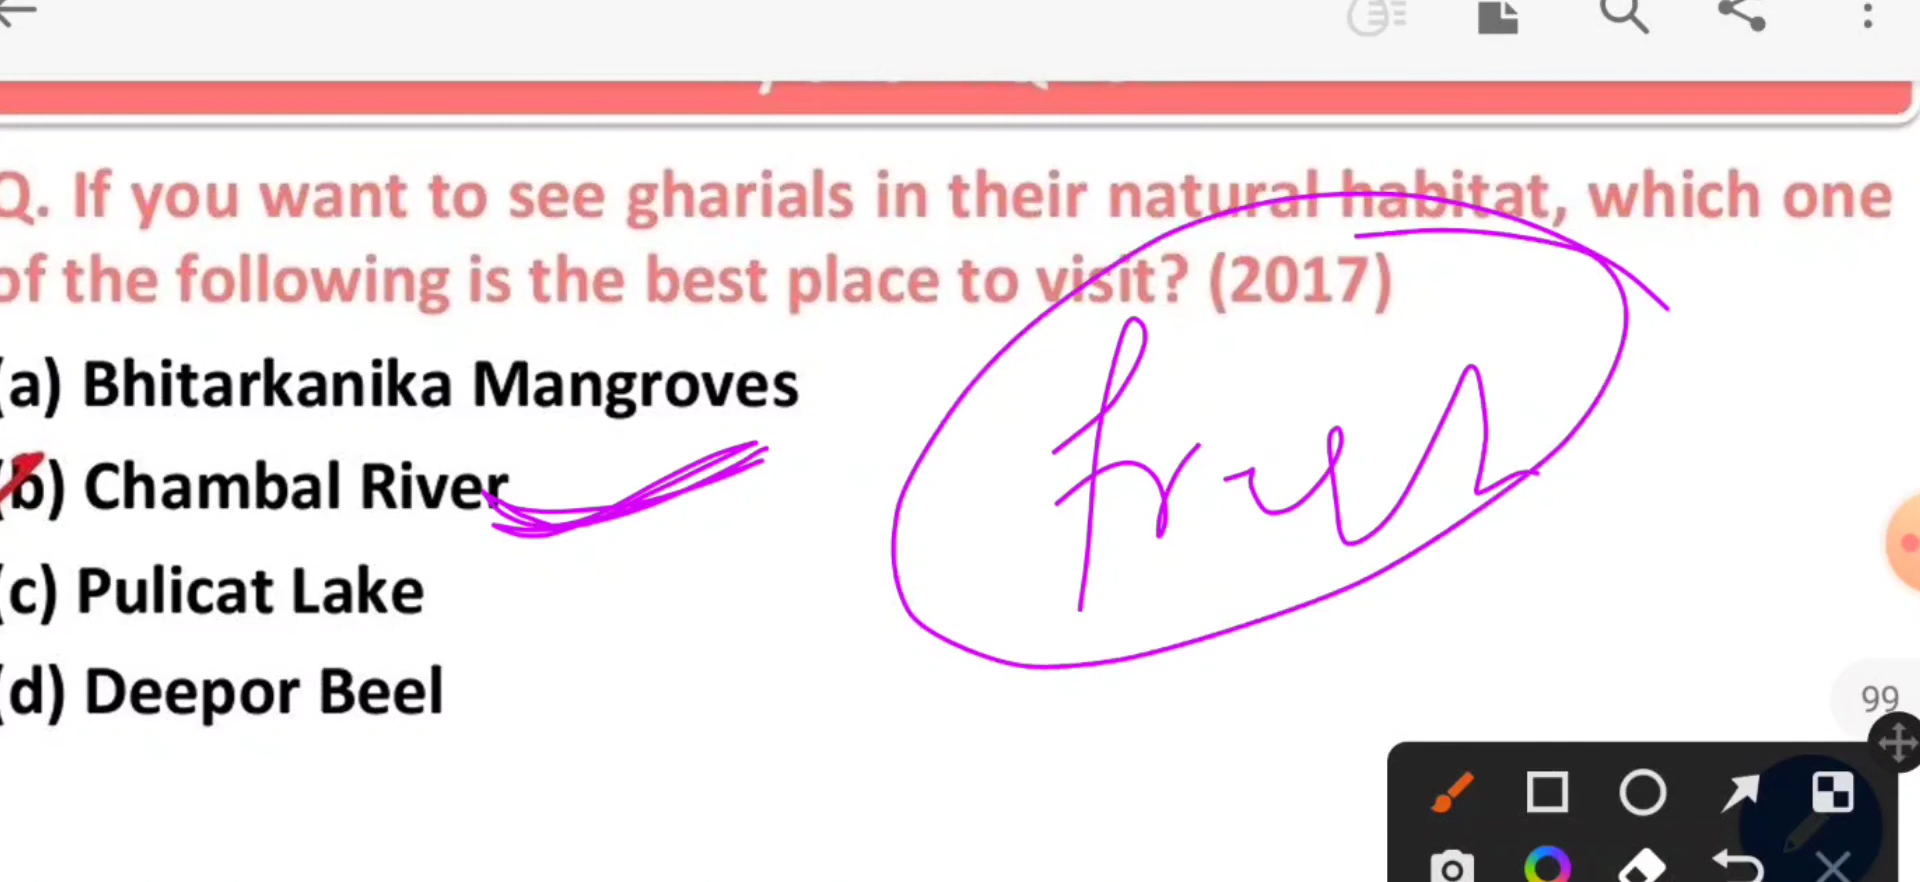 Q. If you want to see gharials in their natural habitat, which one
of the following is the best place to visit? (2017)
(a) Bhitarkanika Mangroves
(b) Chambal River
(c) Pulicat Lake
(d) Deepor Beel
99